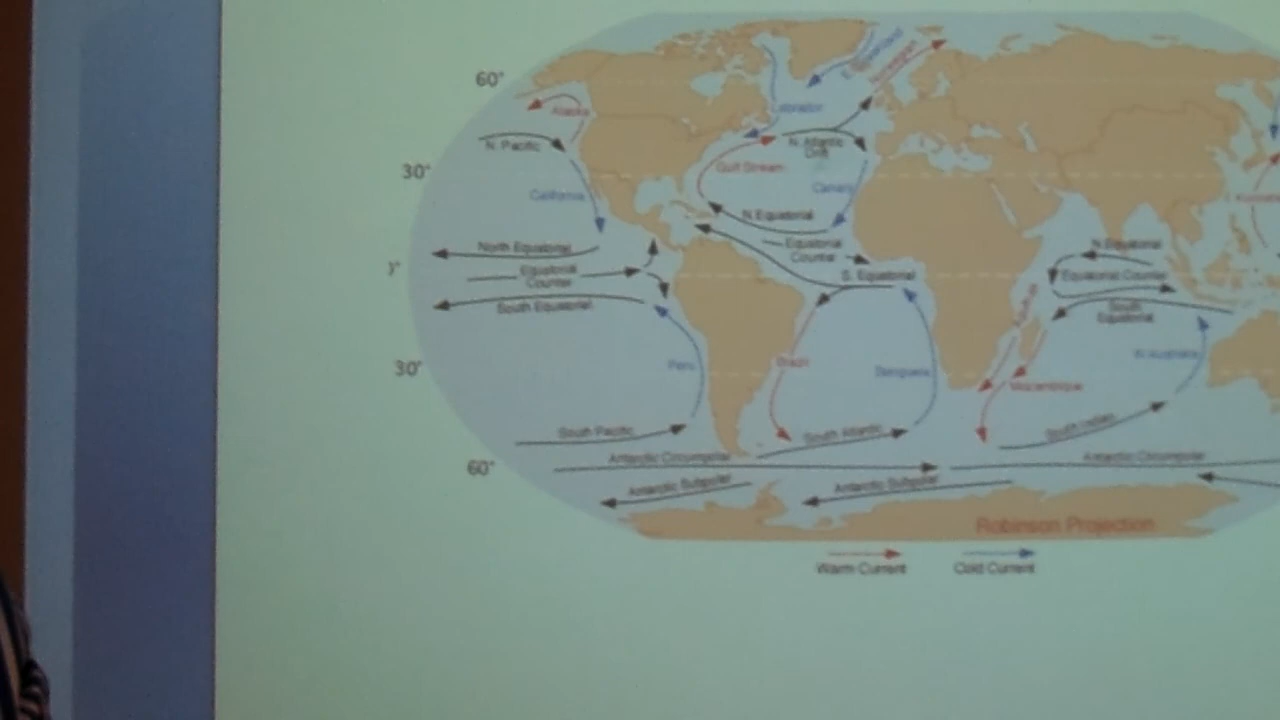 60°
Alaska
Labrador
N. Pacific
N. Atlantic
Drift
30°
Gulf Stream
California
Canary
N. Equatorial
North Equatorial
Equatorial
Counter
N. Equatorial
Equatorial
Counter
S. Equatorial
Equatorial Counter
South Equatorial
South
Equatorial
30°
Peru
Brazil
Benguela
W. Australia
Mozambique
South Pacific
South Atlantic
South Indian
60°
Antarctic Circumpolar
Antarctic Circumpolar
Antarctic Subpolar
Antarctic Subpolar
Robinson Projection
Warm Current
Cold Current